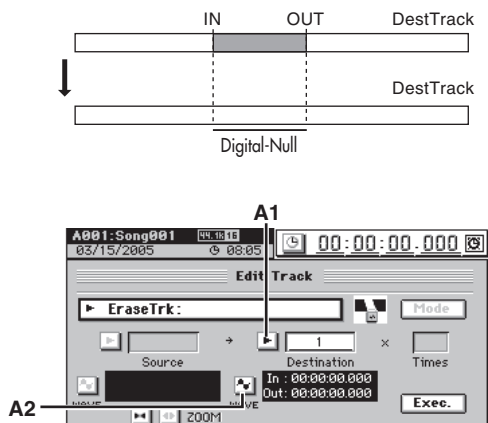 IN OUT DestTrack
DestTrack
Digital-Null
A1
A001:Song001 44.1k 16 00:00:00.000
03/15/2005 08:05
Edit Track
EraseTrk: Mode
→ 1 ×
Source Destination Times
In : 00:00:00.000
Out: 00:00:00.000
A2 WAVE Exec.
ZOOM